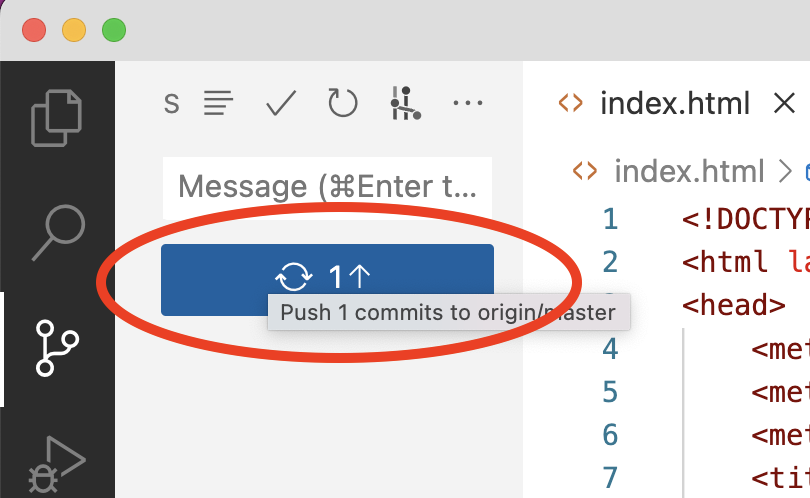 S
index.html
Message (⌘Enter t...
index.html
1↑
Push 1 commits to origin/master
1 <!DOCTYP
2 <html la
3 <head>
4 <met
5 <met
6 <met
7 <tit